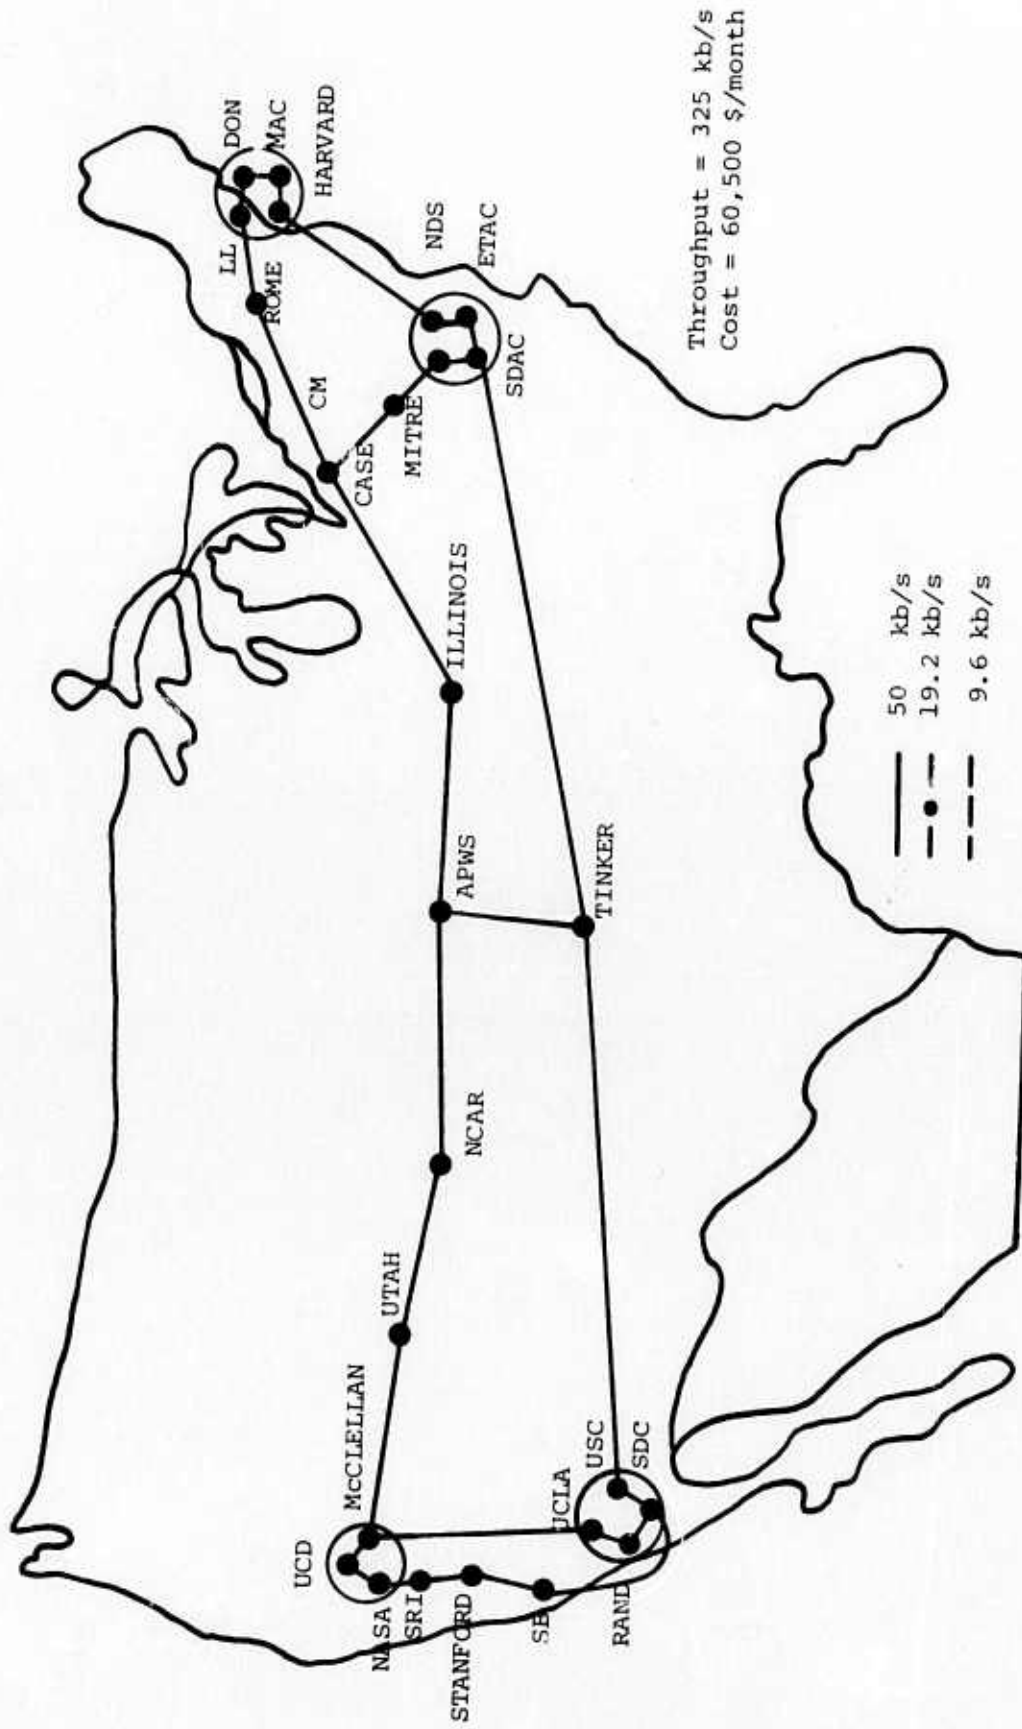 DON
MAC
HARVARD
LL
ROME
CM
NDS
ETAC
SDAC
MITRE
CASE
ILLINOIS
APWS
TINKER
NCAR
UTAH
McCLELLAN
UCD
NASA
SRI
STANFORD
SB
RAND
UCLA
USC
SDC
Throughput = 325 kb/s
Cost = 60,500 $/month
50 kb/s
19.2 kb/s
9.6 kb/s